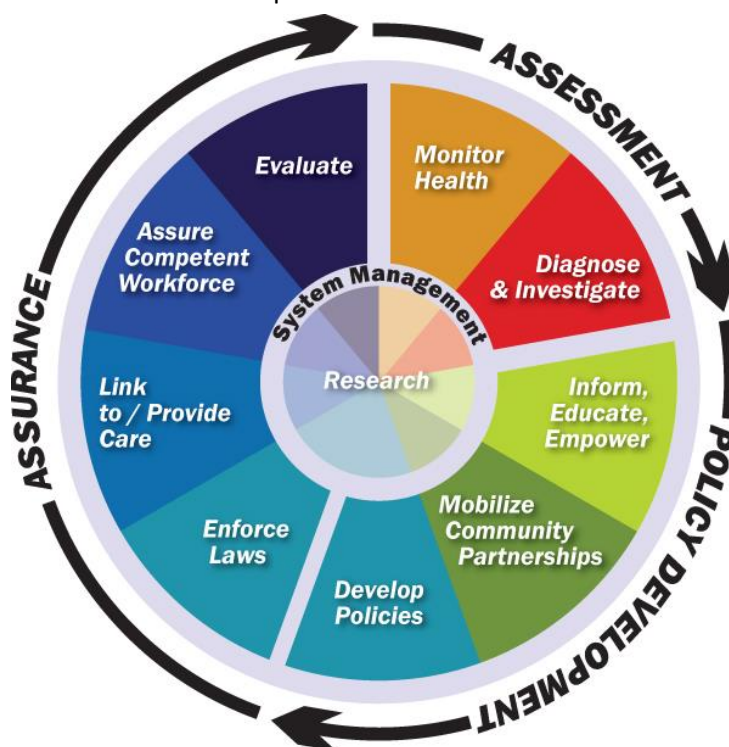 ASSESSMENT
Monitor
Health
Diagnose
& Investigate
Inform,
Educate,
Empower
POLICY DEVELOPMENT
Mobilize
Community
Partnerships
Develop
Policies
Enforce
Laws
Link
to / Provide
Care
Assure
Competent
Workforce
Evaluate
ASSURANCE
System Management
Research